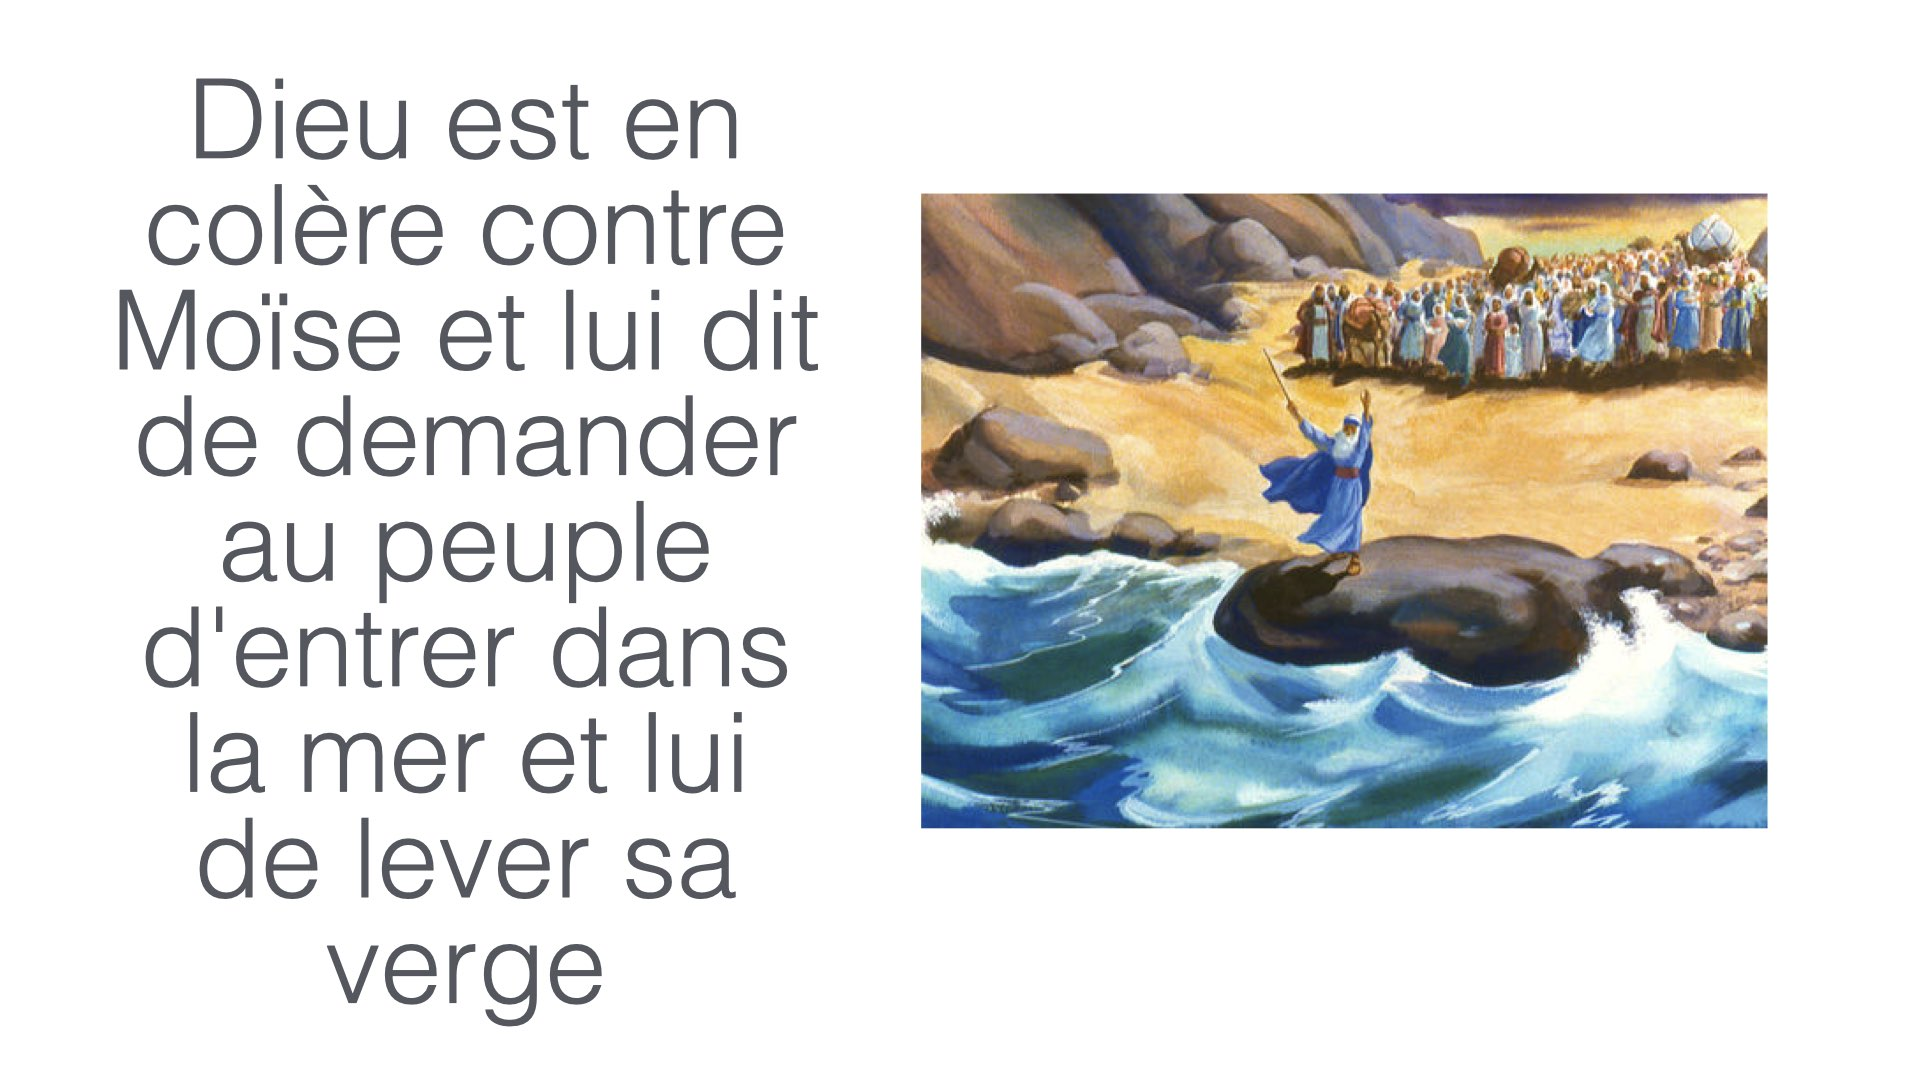 Dieu est en
colère contre
Moïse et lui dit
de demander
au peuple
d'entrer dans
la mer et lui
de lever sa
verge